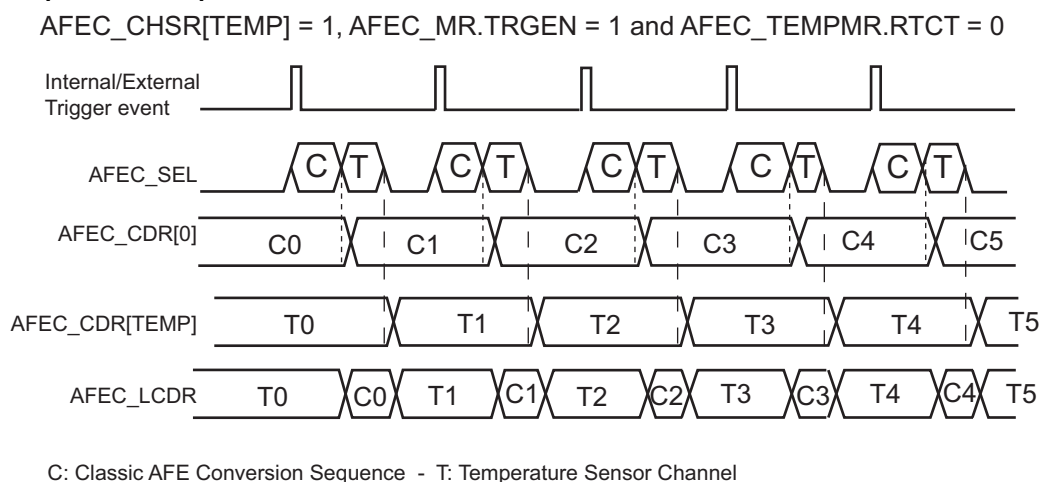 AFEC_CHSR[TEMP] = 1, AFEC_MR.TRGEN = 1 and AFEC_TEMPMR.RTCT = 0
Internal/External
Trigger event
AFEC_SEL C T C T C T C T C T
AFEC_CDR[0] C0 C1 C2 C3 C4 C5
AFEC_CDR[TEMP] T0 T1 T2 T3 T4 T5
AFEC_LCDR T0 C0 T1 C1 T2 C2 T3 C3 T4 C4 T5
C: Classic AFE Conversion Sequence - T: Temperature Sensor Channel